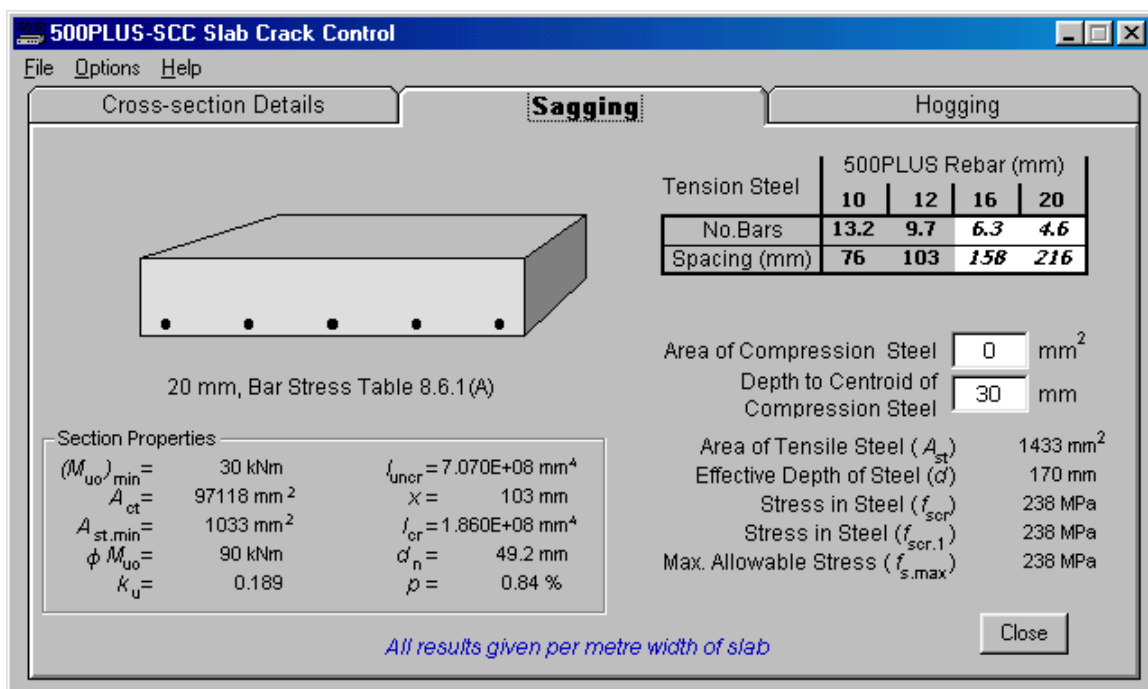 500PLUS-SCC Slab Crack Control
File Options Help
Cross-section Details
Sagging
Hogging
Tension Steel
500PLUS Rebar (mm)
10 12 16 20
No.Bars 13.2 9.7 6.3 4.6
Spacing (mm) 76 103 158 216
20 mm, Bar Stress Table 8.6.1(A)
Area of Compression Steel 0 mm2
Depth to Centroid of
Compression Steel 30 mm
Section Properties
(Muo)min= 30 kNm Iuncr= 7.070E+08 mm4
Act= 97118 mm2 x= 103 mm
Ast.min= 1033 mm2 Icr= 1.860E+08 mm4
ϕ Muo= 90 kNm dn= 49.2 mm
ku= 0.189 p= 0.84 %
Area of Tensile Steel (Ast) 1433 mm2
Effective Depth of Steel (d) 170 mm
Stress in Steel (fscr) 238 MPa
Stress in Steel (fscr.1) 238 MPa
Max. Allowable Stress (fs.max) 238 MPa
All results given per metre width of slab
Close